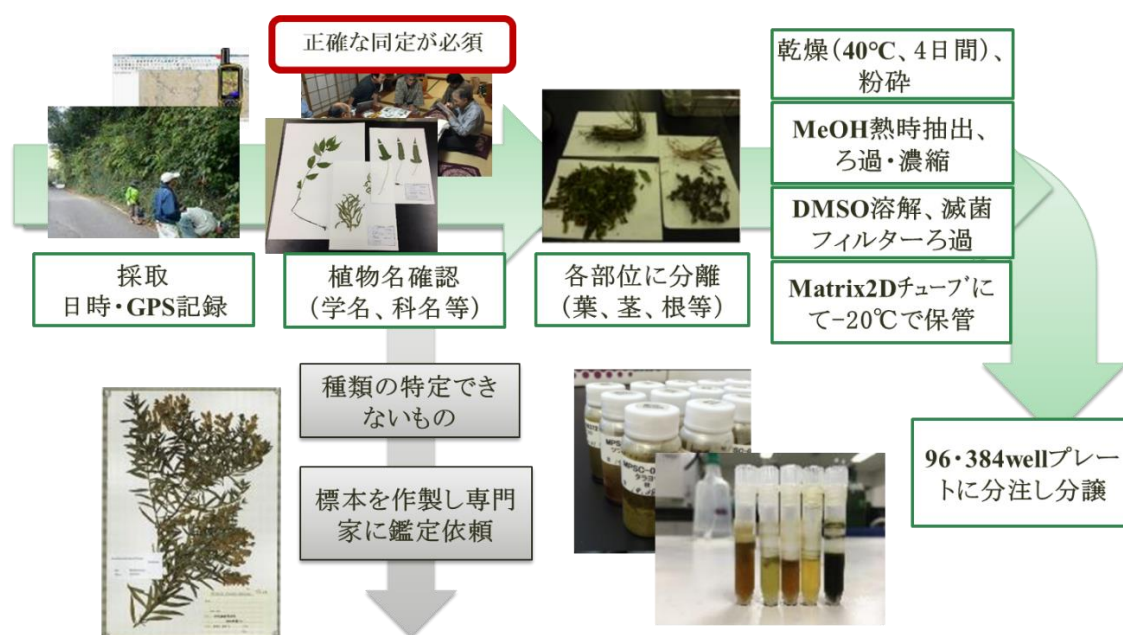 正確な同定が必須
採取
日時・GPS記録
植物名確認
(学名、科名等)
各部位に分離
(葉、茎、根等)
乾燥(40℃、4日間)、
粉砕
MeOH熱時抽出、
ろ過・濃縮
DMSO溶解、滅菌
フィルターろ過
Matrix2Dチューブに
て-20℃で保管
種類の特定でき
ないもの
標本を作製し専門
家に鑑定依頼
96・384wellプレー
トに分注し分譲